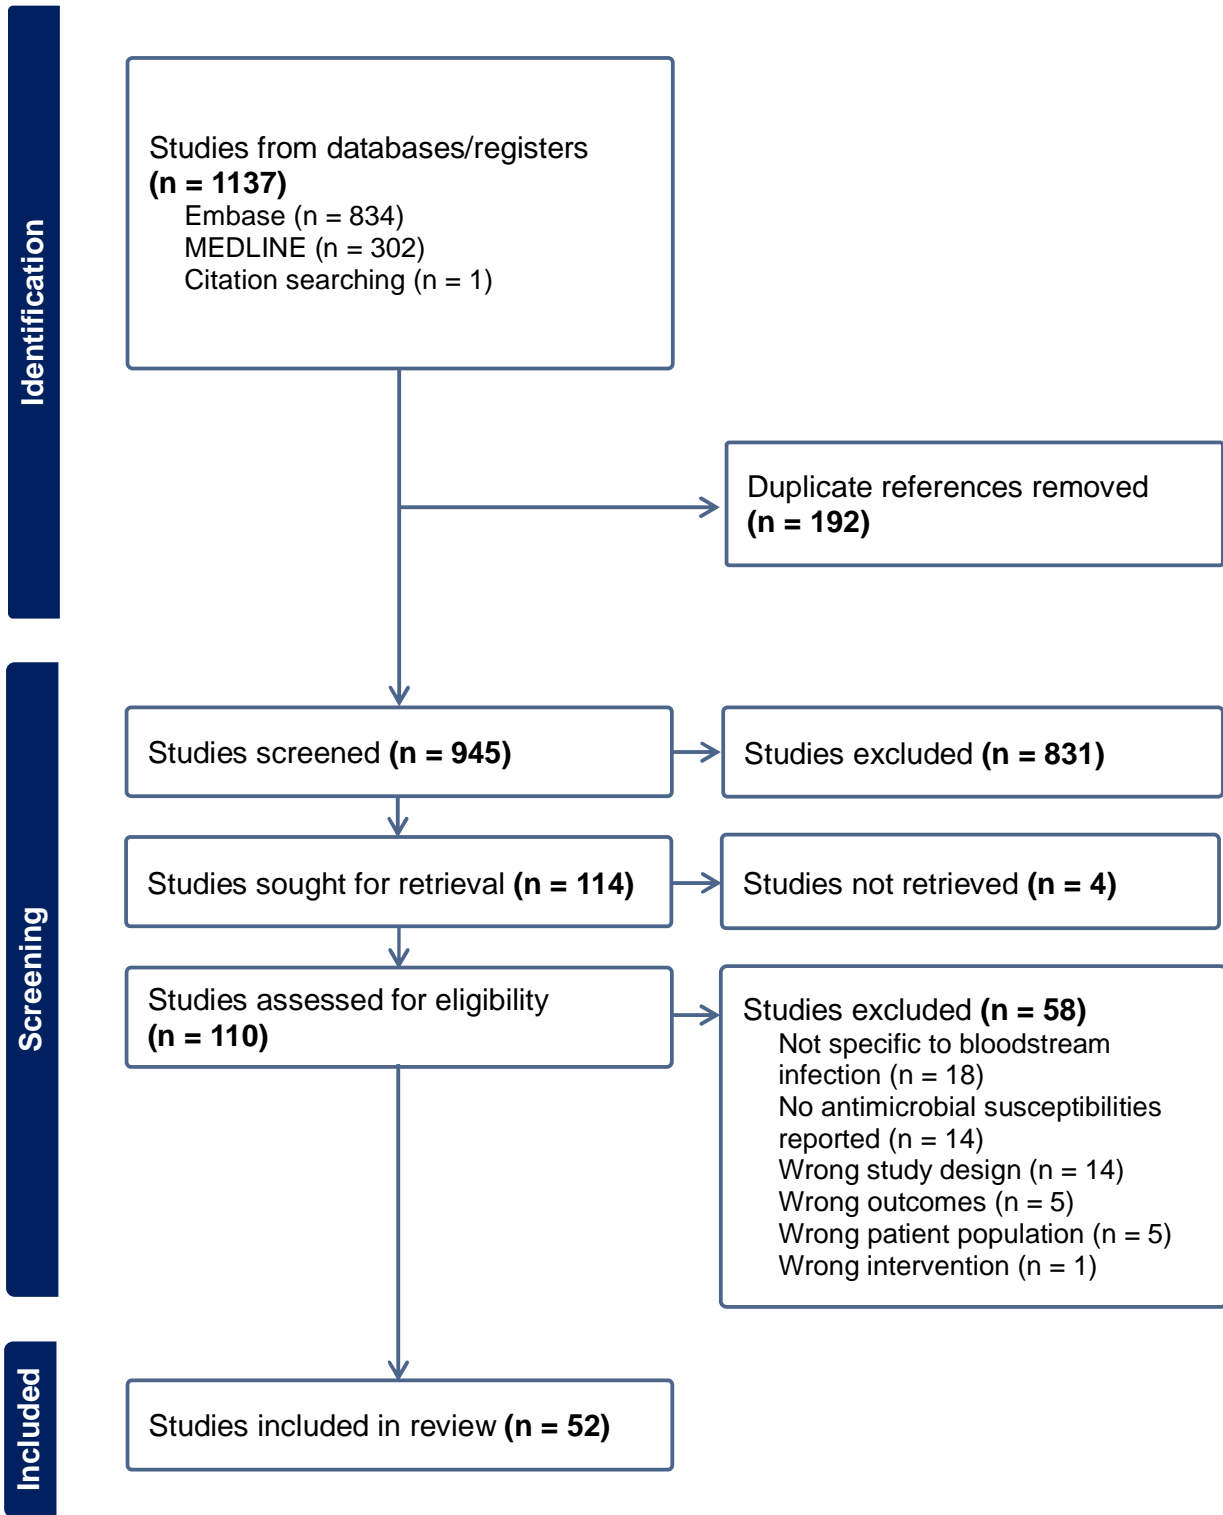 Identification
Studies from databases/registers
(n = 1137)
Embase (n = 834)
MEDLINE (n = 302)
Citation searching (n = 1)
Duplicate references removed
(n = 192)
Screening
Studies screened (n = 945)
Studies excluded (n = 831)
Studies sought for retrieval (n = 114)
Studies not retrieved (n = 4)
Studies assessed for eligibility
(n = 110)
Studies excluded (n = 58)
Not specific to bloodstream
infection (n = 18)
No antimicrobial susceptibilities
reported (n = 14)
Wrong study design (n = 14)
Wrong outcomes (n = 5)
Wrong patient population (n = 5)
Wrong intervention (n = 1)
Included
Studies included in review (n = 52)